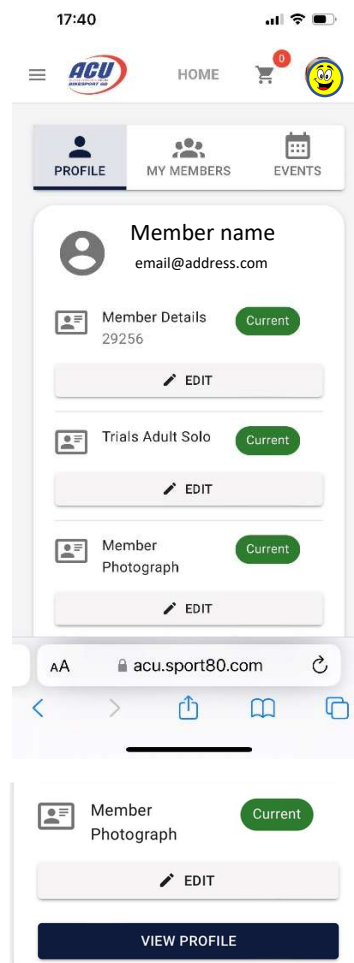 17:40
ACU
BIKESPORT GB
HOME
0
PROFILE
MY MEMBERS
EVENTS
Member name
email@address.com
Member Details
Current
29256
EDIT
Trials Adult Solo
Current
EDIT
Member
Photograph
Current
EDIT
AA
acu.sport80.com
Member
Photograph
Current
EDIT
VIEW PROFILE